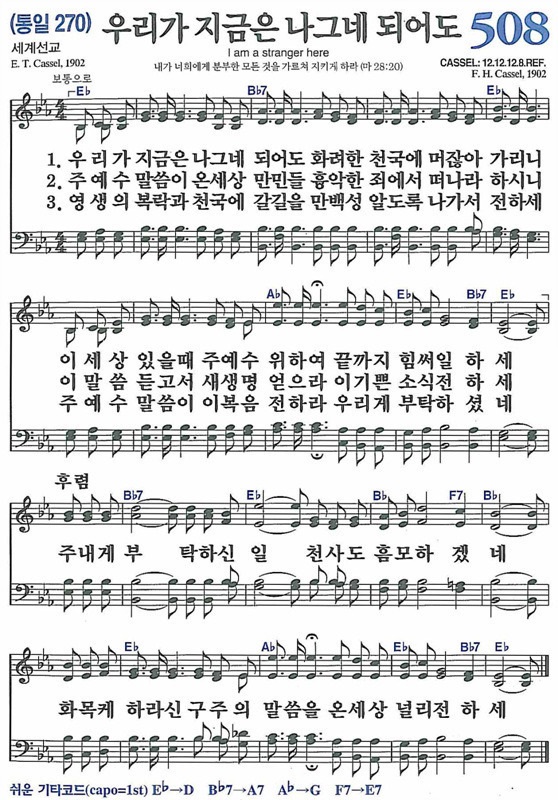 (통일 270) 우리가 지금은 나그네 되어도 508
세계선교 I am a stranger here
E. T. Cassel, 1902 내가 너희에게 분부한 모든 것을 가르쳐 지키게 하라 (마 28:20) CASSEL: 12.12.12.8.REF.
F. H. Cassel, 1902
보통으로
E♭ B♭7 E♭
1. 우 리 가 지금은 나그네 되어도 화려한 천국에 머잖아 가리니
2. 주 예 수 말씀이 온세상 만민들 흉악한 죄에서 떠나라 하시니
3. 영 생 의 복락과 천국에 갈길을 만백성 알도록 나가서 전하세
A♭ E♭ B♭7 E♭
이 세 상 있을때 주예수 위하여 끝까지 힘써일 하 세
이 말 씀 듣고서 새생명 얻으라 이기쁜 소식전 하 세
주 예 수 말씀이 이복음 전하라 우리게 부탁하 셨 네
후렴
B♭7 E♭ B♭ F7 B♭
주내게 부 탁하신 일 천사도 흠모하 겠 네
B♭7 A♭ E♭ B♭7 E♭
화목케 하라신 구주의 말씀을 온세상 널리전 하 세
쉬운 기타코드(capo=1st) E♭→D B♭7→A7 A♭→G F7→E7